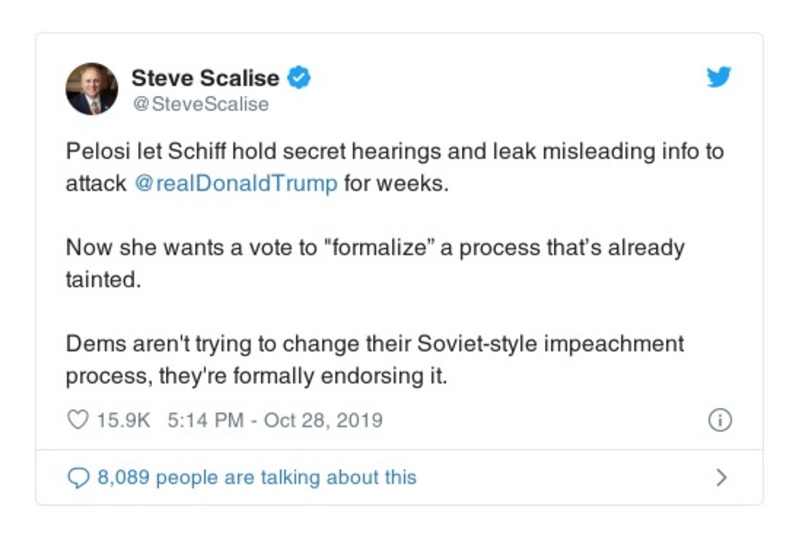 Steve Scalise
@SteveScalise
Pelosi let Schiff hold secret hearings and leak misleading info to
attack @realDonaldTrump for weeks.
Now she wants a vote to "formalize” a process that’s already
tainted.
Dems aren't trying to change their Soviet-style impeachment
process, they're formally endorsing it.
15.9K 5:14 PM - Oct 28, 2019
8,089 people are talking about this